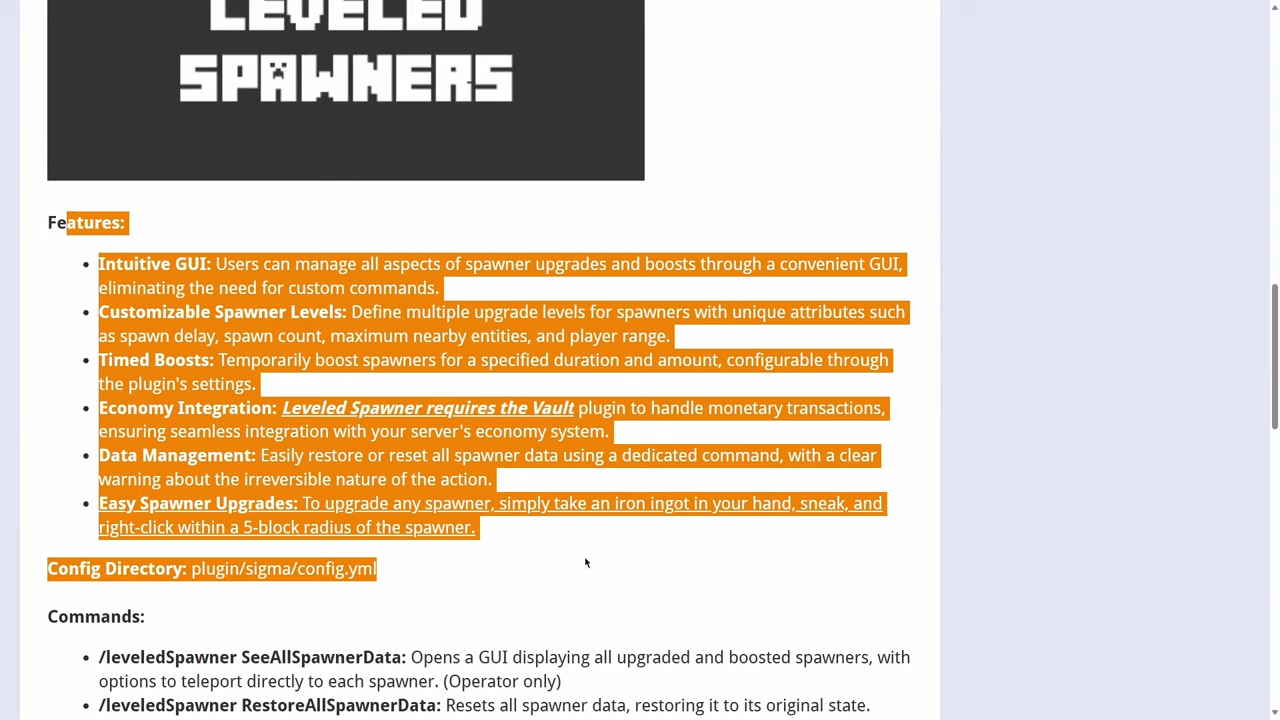 LEVELED
SPAWNERS
Features:
Intuitive GUI: Users can manage all aspects of spawner upgrades and boosts through a convenient GUI,
eliminating the need for custom commands.
Customizable Spawner Levels: Define multiple upgrade levels for spawners with unique attributes such
as spawn delay, spawn count, maximum nearby entities, and player range.
Timed Boosts: Temporarily boost spawners for a specified duration and amount, configurable through
the plugin's settings.
Economy Integration: Leveled Spawner requires the Vault plugin to handle monetary transactions,
ensuring seamless integration with your server's economy system.
Data Management: Easily restore or reset all spawner data using a dedicated command, with a clear
warning about the irreversible nature of the action.
Easy Spawner Upgrades: To upgrade any spawner, simply take an iron ingot in your hand, sneak, and
right-click within a 5-block radius of the spawner.
Config Directory: plugin/sigma/config.yml
Commands:
/leveledSpawner SeeAllSpawnerData: Opens a GUI displaying all upgraded and boosted spawners, with
options to teleport directly to each spawner. (Operator only)
/leveledSpawner RestoreAllSpawnerData: Resets all spawner data, restoring it to its original state.